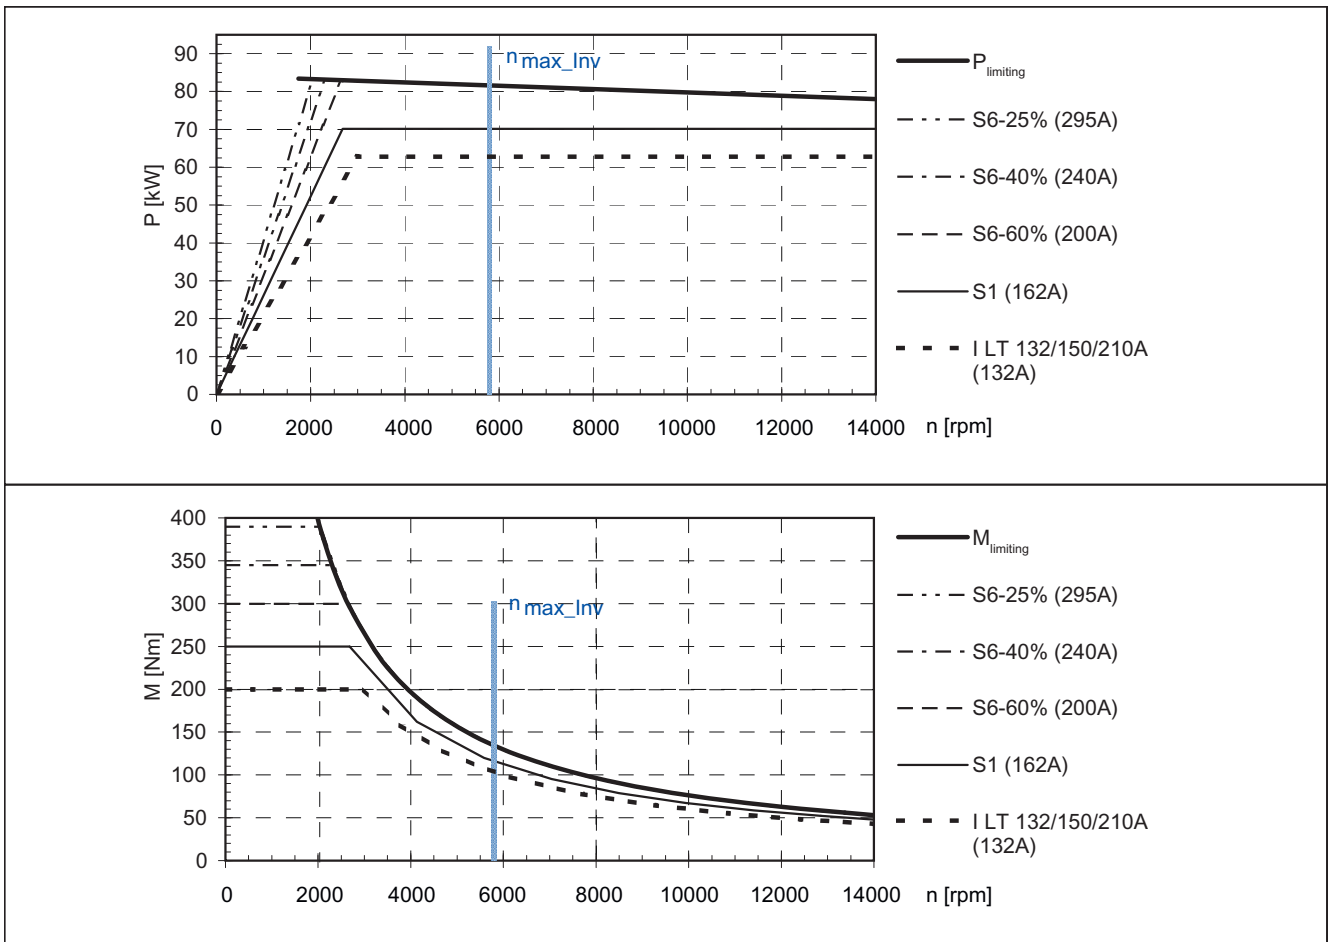 90
80
70
60
50
40
30
20
10
0
P [kW]
n max_Inv
0 2000 4000 6000 8000 10000 12000 14000 n [rpm]
P limiting
S6-25% (295A)
S6-40% (240A)
S6-60% (200A)
S1 (162A)
I LT 132/150/210A
(132A)
400
350
300
250
200
150
100
50
0
M [Nm]
n max_Inv
0 2000 4000 6000 8000 10000 12000 14000 n [rpm]
M limiting
S6-25% (295A)
S6-40% (240A)
S6-60% (200A)
S1 (162A)
I LT 132/150/210A
(132A)